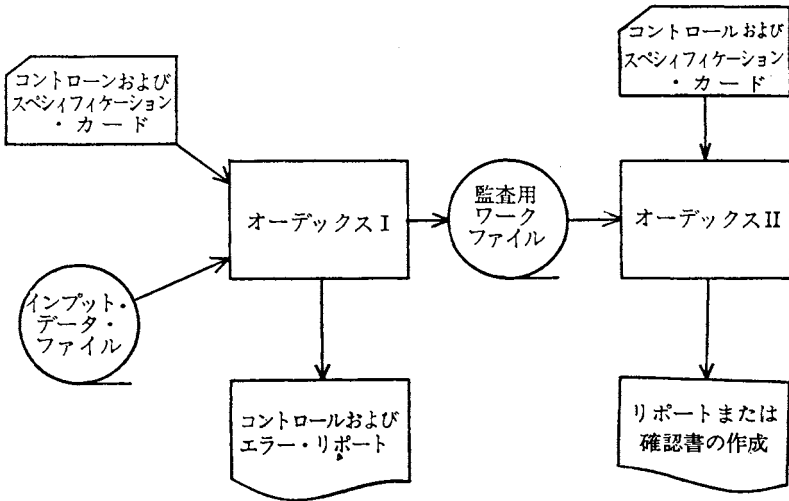 コントローンおよび
スペシィフィケーション
・カード
コントロールおよび
スペシィフィケーション
・カード
オーデックスI
監査用
ワーク
ファイル
オーデックスII
インプット・
データ・
ファイル
コントロールおよび
エラー・リポート
リポートまたは
確認書の作成